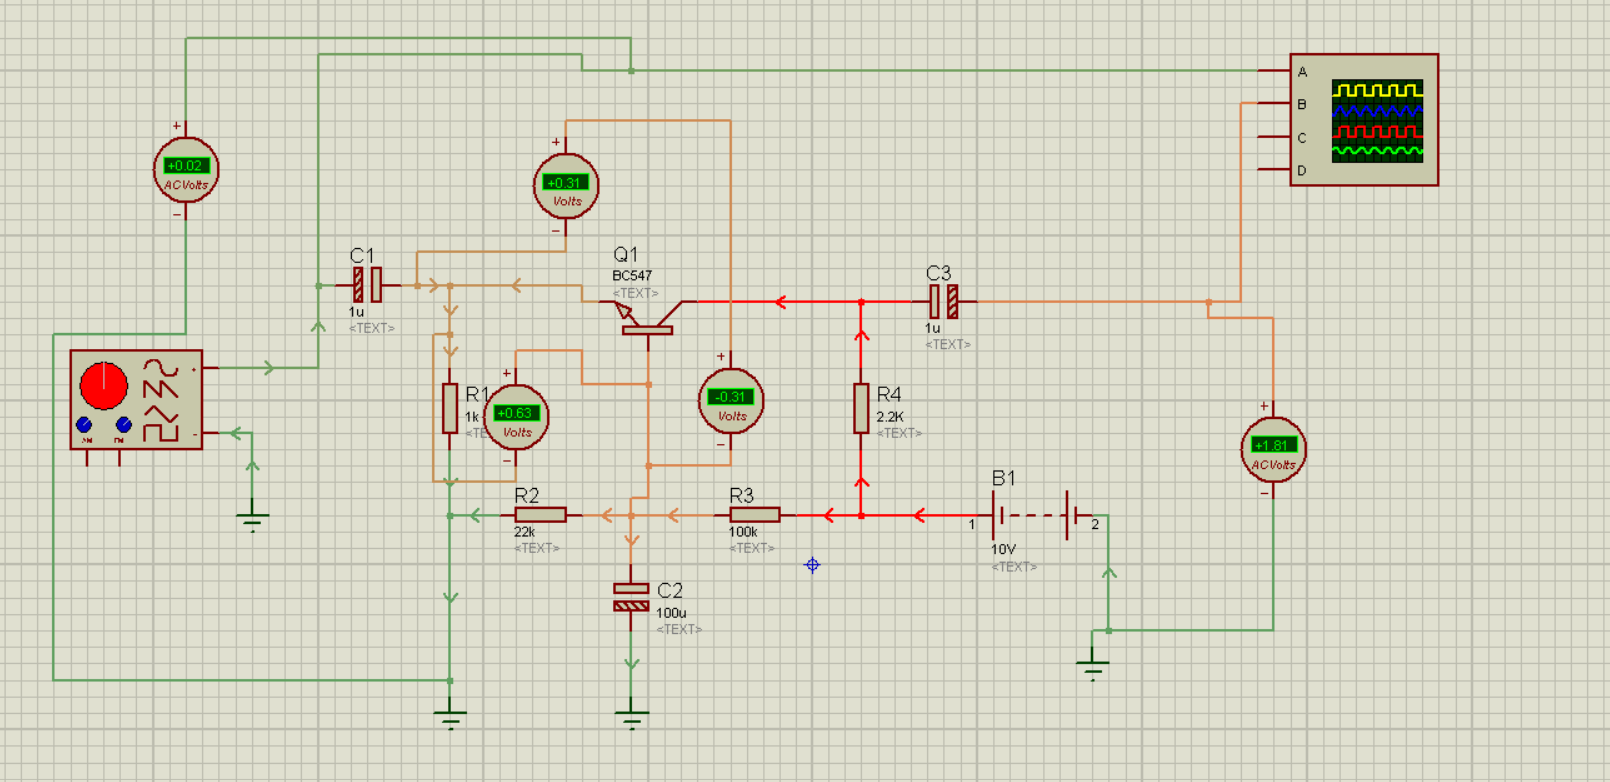 A
B
C
D
+
+0.02
AC Volts
−
+
+0.31
Volts
−
C1
1u
<TEXT>
Q1
BC547
<TEXT>
C3
1u
<TEXT>
+
−
AM
FM
R1
1k
<TE
+
+0.63
Volts
−
+
-0.31
Volts
−
R4
2.2K
<TEXT>
+
+1.81
AC Volts
−
R2
22k
<TEXT>
R3
100k
<TEXT>
B1
1
2
10V
<TEXT>
C2
100u
<TEXT>